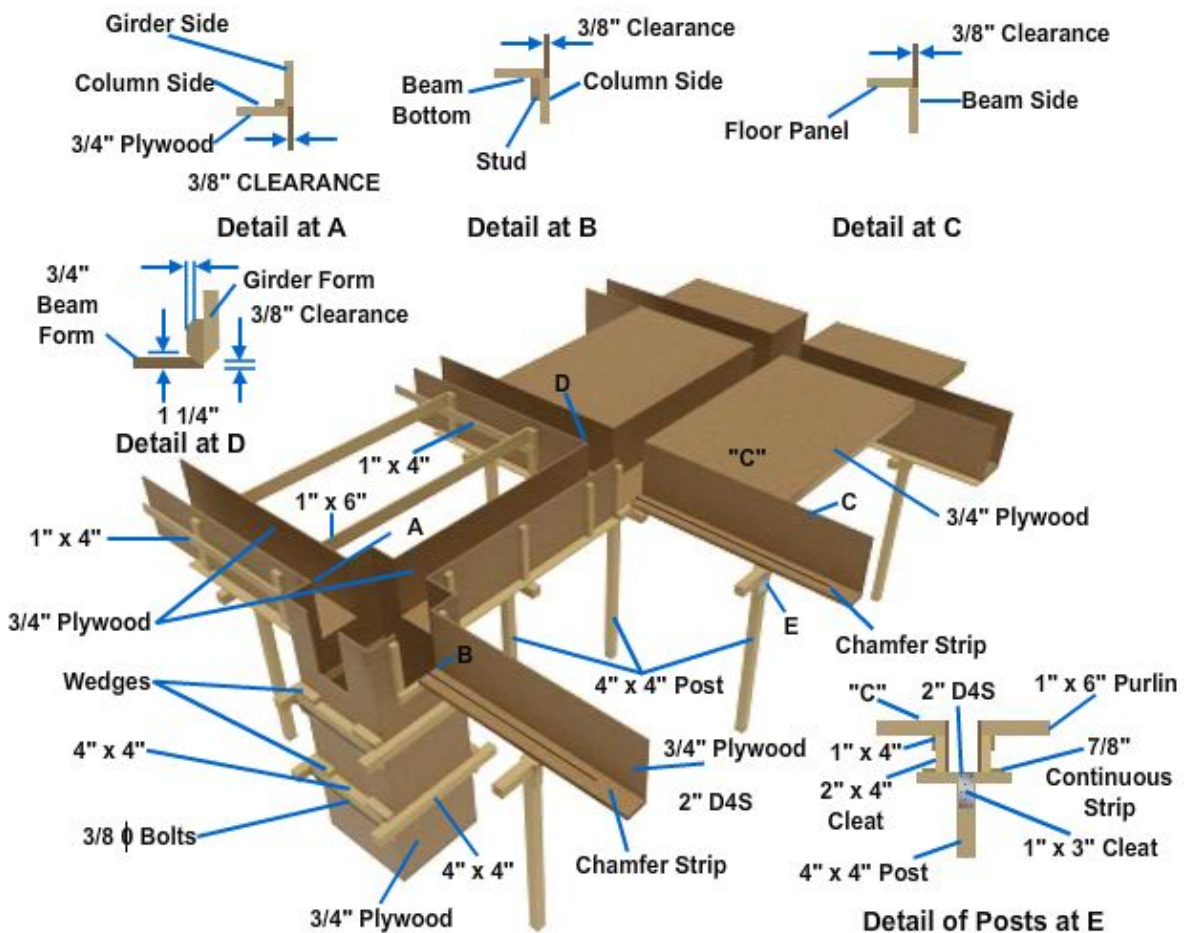 Girder Side
Column Side
3/4" Plywood
3/8" CLEARANCE
Detail at A
3/8" Clearance
Beam
Bottom
Column Side
Stud
Detail at B
3/8" Clearance
Floor Panel
Beam Side
Detail at C
3/4"
Beam
Form
Girder Form
3/8" Clearance
1 1/4"
Detail at D
D
1" x 4"
1" x 6"
A
1" x 4"
"C"
C
3/4" Plywood
3/4" Plywood
E
Chamfer Strip
B
4" x 4" Post
Wedges
4" x 4"
3/8 ϕ Bolts
3/4" Plywood
4" x 4"
3/4" Plywood
2" D4S
Chamfer Strip
"C"
2" D4S
1" x 6" Purlin
1" x 4"
2" x 4"
Cleat
7/8"
Continuous
Strip
1" x 3" Cleat
4" x 4" Post
Detail of Posts at E